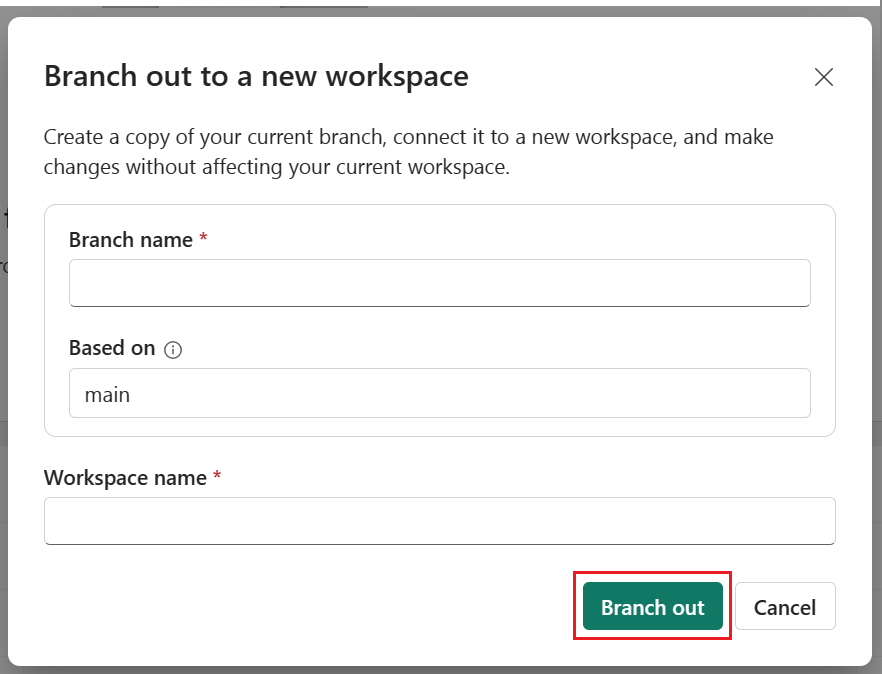 Branch out to a new workspace
Create a copy of your current branch, connect it to a new workspace, and make
changes without affecting your current workspace.
Branch name *
Based on
main
Workspace name *
Branch out
Cancel